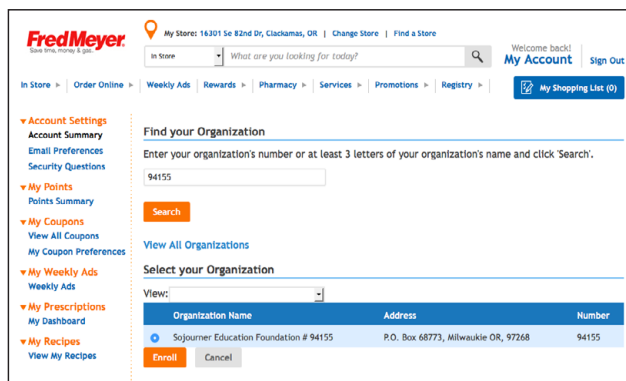 FredMeyer.
Save time, money & gas.
My Store: 16301 Se 82nd Dr, Clackamas, OR | Change Store | Find a Store
In Store
What are you looking for today?
Welcome back!
My Account
Sign Out
In Store
Order Online
Weekly Ads
Rewards
Pharmacy
Services
Promotions
Registry
My Shopping List (0)
Account Settings
Account Summary
Email Preferences
Security Questions
My Points
Points Summary
My Coupons
View All Coupons
My Coupon Preferences
My Weekly Ads
Weekly Ads
My Prescriptions
My Dashboard
My Recipes
View My Recipes
Find your Organization
Enter your organization's number or at least 3 letters of your organization's name and click 'Search'.
94155
Search
View All Organizations
Select your Organization
View:
Organization Name Address Number
Sojourner Education Foundation # 94155 P.O. Box 68773, Milwaukie OR, 97268 94155
Enroll
Cancel